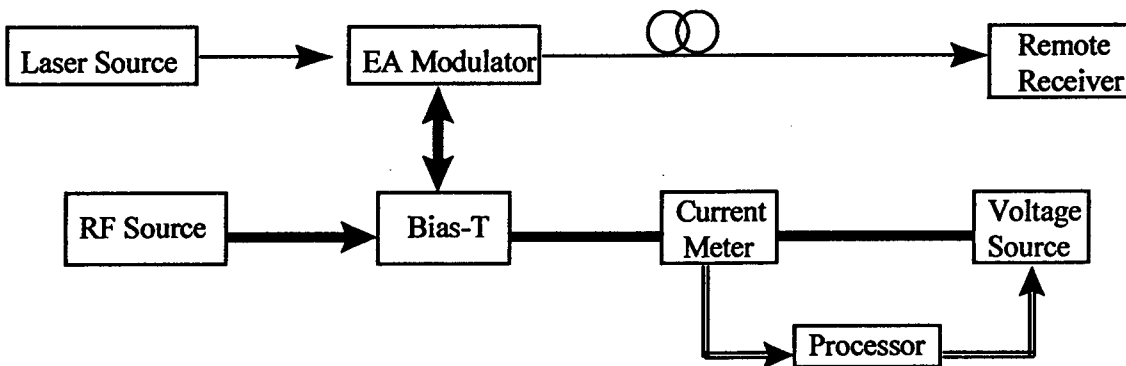 Laser Source
EA Modulator
Remote
Receiver
RF Source
Bias-T
Current
Meter
Voltage
Source
Processor